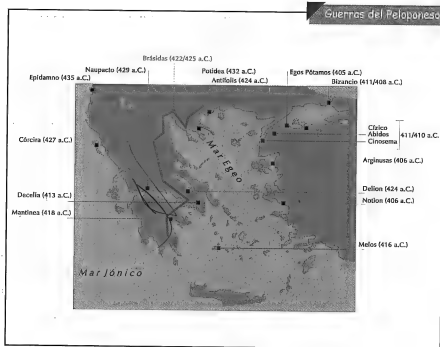 Guerras del Peloponeso
Brásidas (422/425 a.C.)
Naupacto (429 a.C.)
Potidea (432 a.C.)
Egos Pótamos (405 a.C.)
Epidamno (435 a.C.)
Antífolis (424 a.C.)
Bizancio (411/408 a.C.)
Cízico
Abidos
Cinosema
411/410 a.C.)
Córcira (427 a.C.)
Mar Egeo
Arginusas (406 a.C.)
Decelia (413 a.C.)
Delion (424 a.C.)
Notion (406 a.C.)
Mantinea (418 a.C.)
Melos (416 a.C.)
Mar Jónico